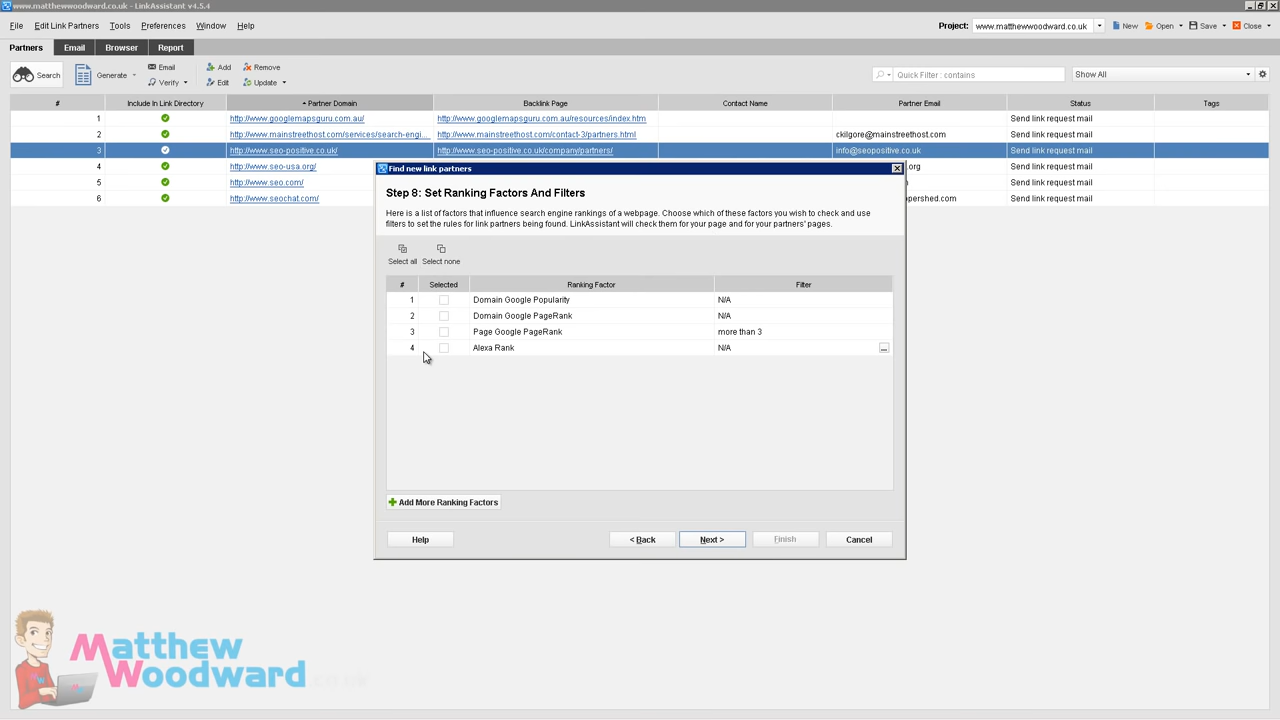 www.matthewwoodward.co.uk - LinkAssistant v4.5.4
File Edit Link Partners Tools Preferences Window Help Project: www.matthewwoodward.co.uk New Open Save Close
Partners Email Browser Report
Search Generate Email Verify Add Edit Remove Update Quick Filter : contains Show All
# Include In Link Directory Partner Domain Backlink Page Contact Name Partner Email Status Tags
1 http://www.googlemapsguru.com.au/ http://www.googlemapsguru.com.au/resources/index.htm Send link request mail
2 http://www.mainstreethost.com/services/search-engi... http://www.mainstreethost.com/contact-3/partners.html ckilgore@mainstreethost.com Send link request mail
3 http://www.seo-positive.co.uk/ http://www.seo-positive.co.uk/company/partners/ info@seopositive.co.uk Send link request mail
4 http://www.seo-usa.org/ .org Send link request mail
5 http://www.seo.com/ Send link request mail
6 http://www.seochat.com/ opershed.com Send link request mail
Find new link partners
Step 8: Set Ranking Factors And Filters
Here is a list of factors that influence search engine rankings of a webpage. Choose which of these factors you wish to check and use
filters to set the rules for link partners being found. LinkAssistant will check them for your page and for your partners' pages.
Select all Select none
# Selected Ranking Factor Filter
1 Domain Google Popularity N/A
2 Domain Google PageRank N/A
3 Page Google PageRank more than 3
4 Alexa Rank N/A ...
Add More Ranking Factors
Help < Back Next > Finish Cancel
Matthew
Woodward